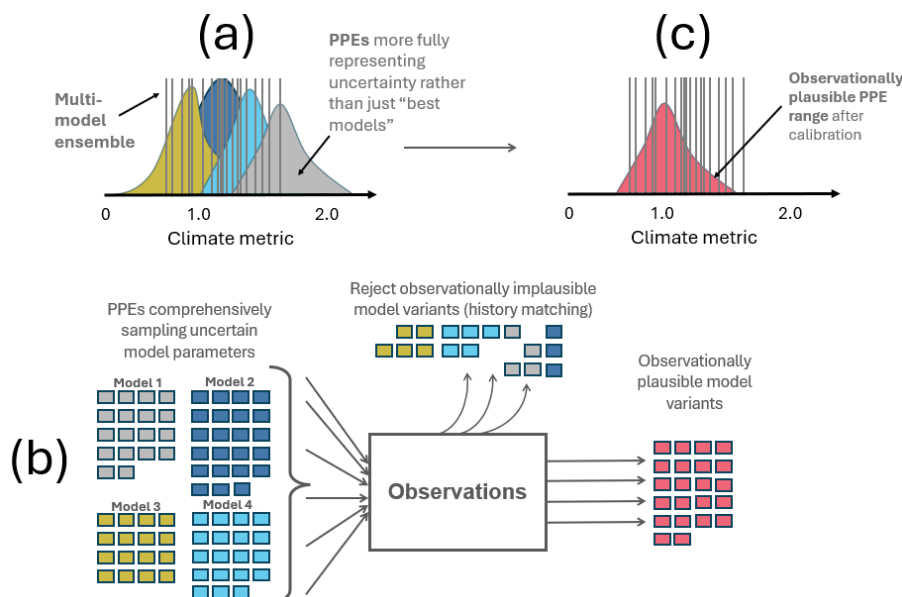 (a)
(c)
PPEs more fully
representing
uncertainty rather
than just “best
models”
Multi-
model
ensemble
Observationally
plausible PPE
range after
calibration
0
1.0
2.0
Climate metric
0
1.0
2.0
Climate metric
(b)
PPEs comprehensively
sampling uncertain
model parameters
Reject observationally implausible
model variants (history matching)
Observationally
plausible model
variants
Model 1
Model 2
Model 3
Model 4
Observations